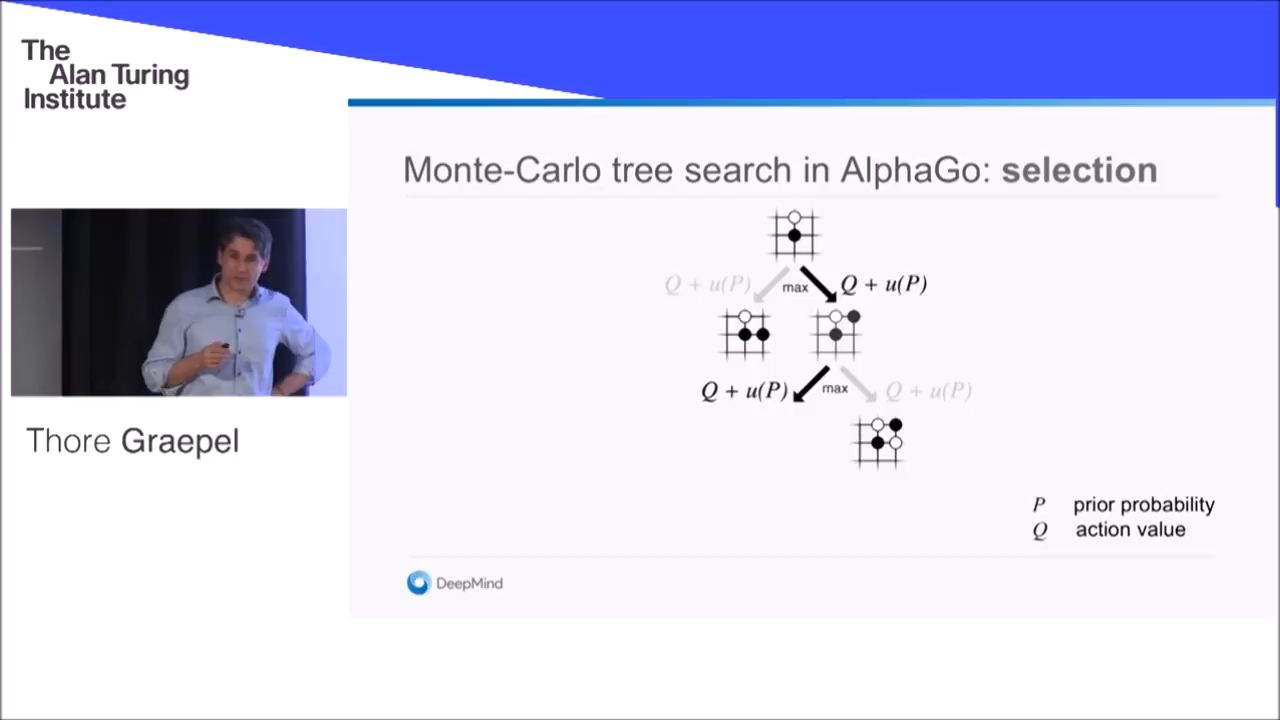 The
Alan Turing
Institute
Monte-Carlo tree search in AlphaGo: selection
Q + u(P)
max
Q + u(P)
Q + u(P)
max
Q + u(P)
Thore Graepel
P prior probability
Q action value
DeepMind